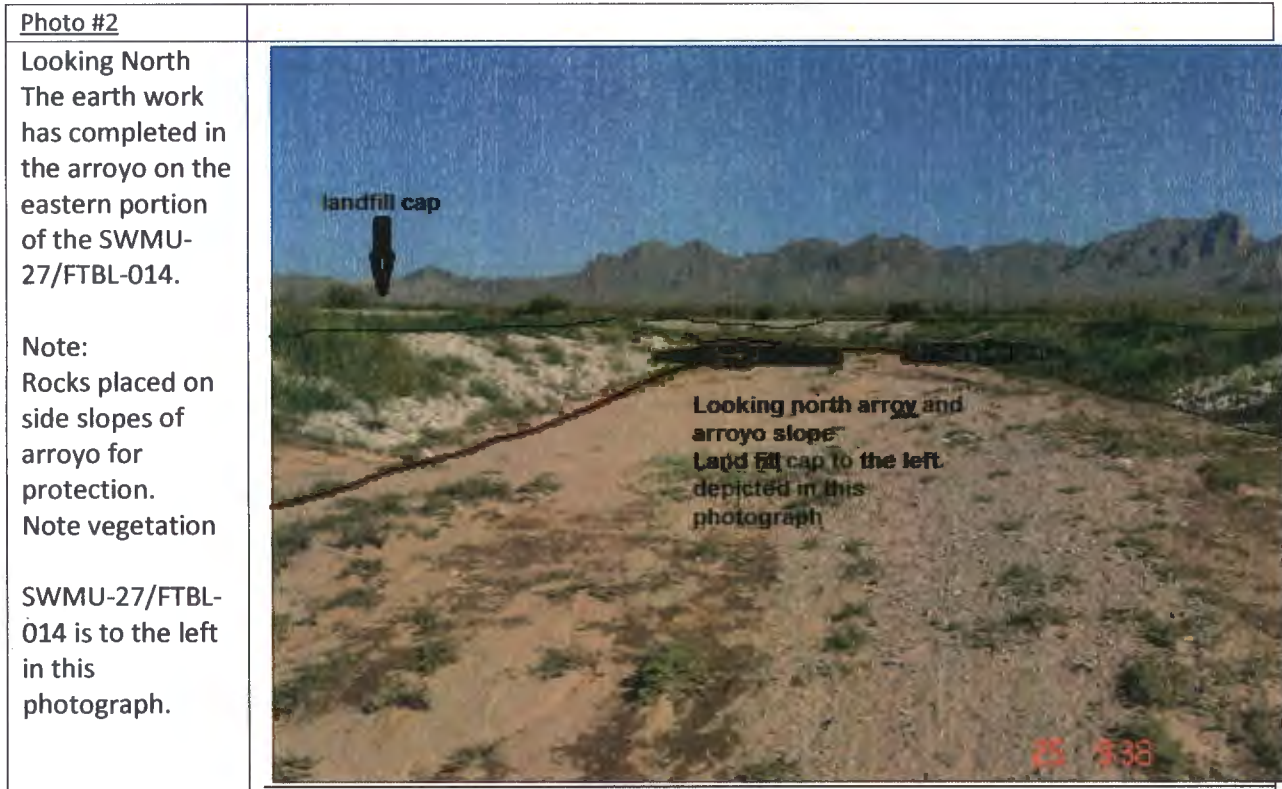 Photo #2
Looking North
The earth work
has completed in
the arroyo on the
eastern portion
of the SWMU-
27/FTBL-014.
Note:
Rocks placed on
side slopes of
arroyo for
protection.
Note vegetation
SWMU-27/FTBL-
014 is to the left
in this
photograph.
landfill cap
Looking north arroy and
arroyo slope
Land fill cap to the left
depicted in this
photograph
25 9:38